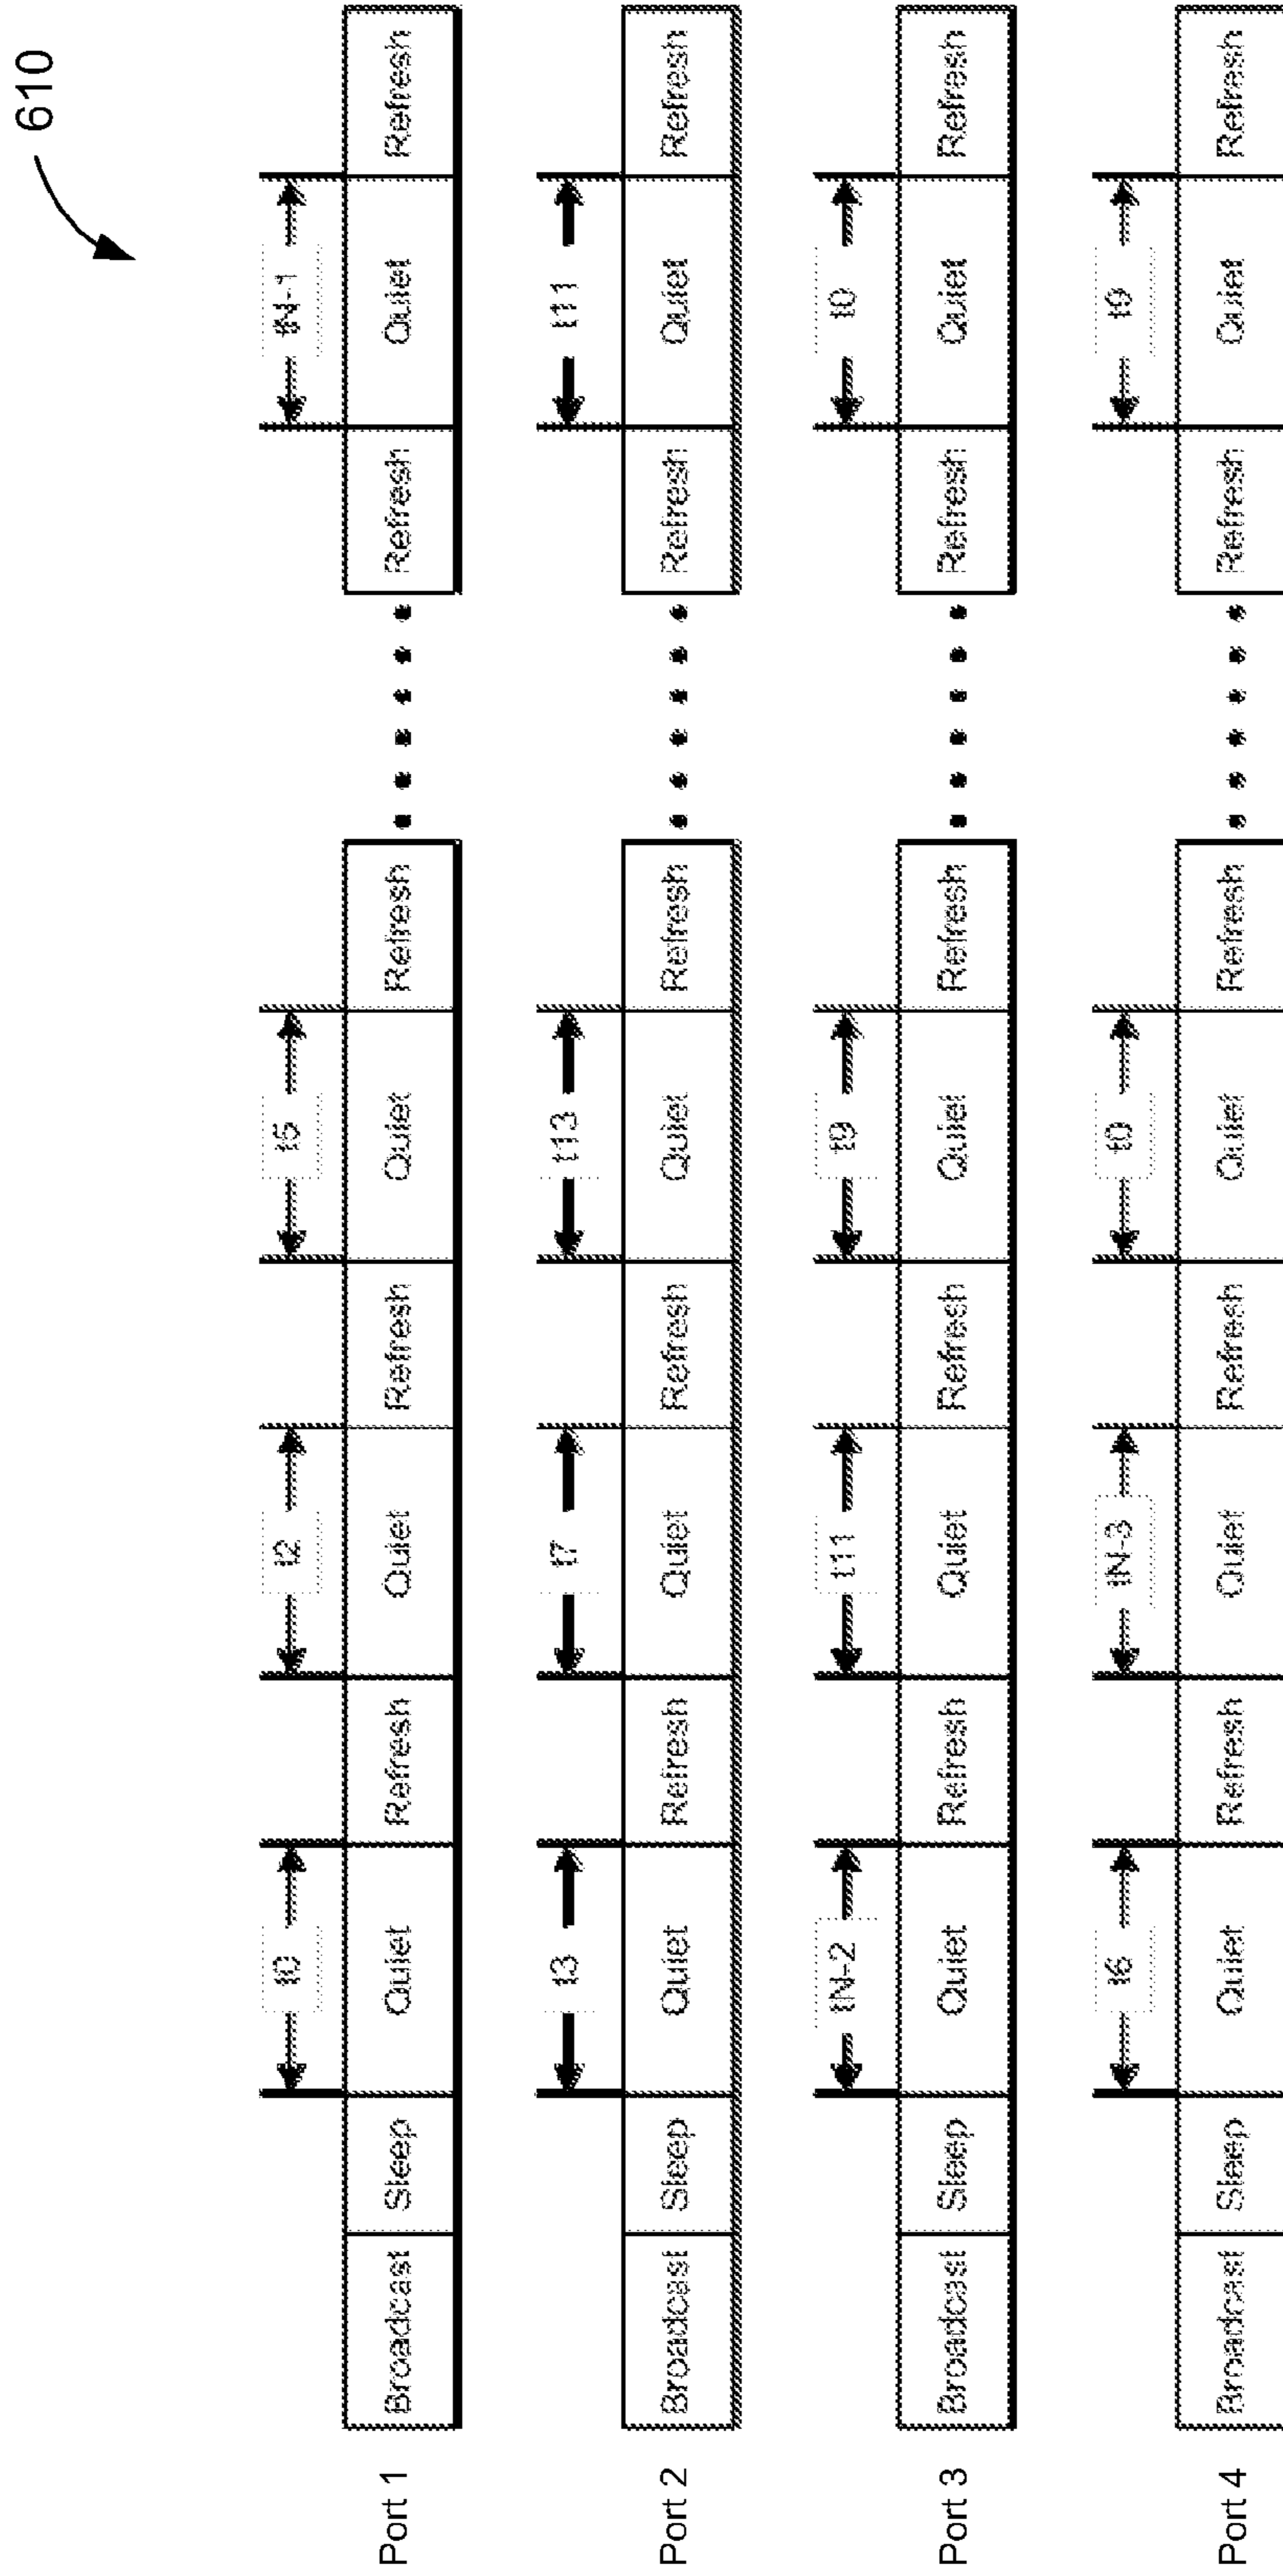 610
t0 t2 t5 tN-1
Port 1 Broadcast Sleep Quiet Refresh Quiet Refresh Quiet Refresh Refresh Quiet Refresh
t3 t7 t13 t11
Port 2 Broadcast Sleep Quiet Refresh Quiet Refresh Quiet Refresh Refresh Quiet Refresh
tN-2 t11 t9 t0
Port 3 Broadcast Sleep Quiet Refresh Quiet Refresh Quiet Refresh Refresh Quiet Refresh
t6 tN-3 t0 t9
Port 4 Broadcast Sleep Quiet Refresh Quiet Refresh Quiet Refresh Refresh Quiet Refresh